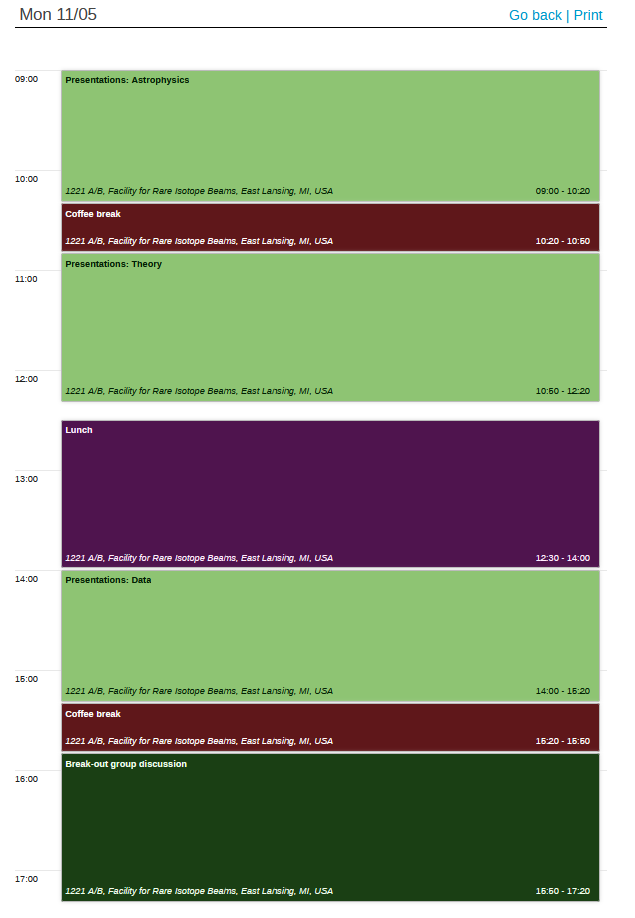 Mon 11/05
Go back | Print
09:00
Presentations: Astrophysics
10:00
1221 A/B, Facility for Rare Isotope Beams, East Lansing, MI, USA 09:00 - 10:20
Coffee break
1221 A/B, Facility for Rare Isotope Beams, East Lansing, MI, USA 10:20 - 10:50
Presentations: Theory
11:00
12:00
1221 A/B, Facility for Rare Isotope Beams, East Lansing, MI, USA 10:50 - 12:20
Lunch
13:00
1221 A/B, Facility for Rare Isotope Beams, East Lansing, MI, USA 12:30 - 14:00
14:00
Presentations: Data
15:00
1221 A/B, Facility for Rare Isotope Beams, East Lansing, MI, USA 14:00 - 15:20
Coffee break
1221 A/B, Facility for Rare Isotope Beams, East Lansing, MI, USA 15:20 - 15:50
Break-out group discussion
16:00
17:00
1221 A/B, Facility for Rare Isotope Beams, East Lansing, MI, USA 15:50 - 17:20